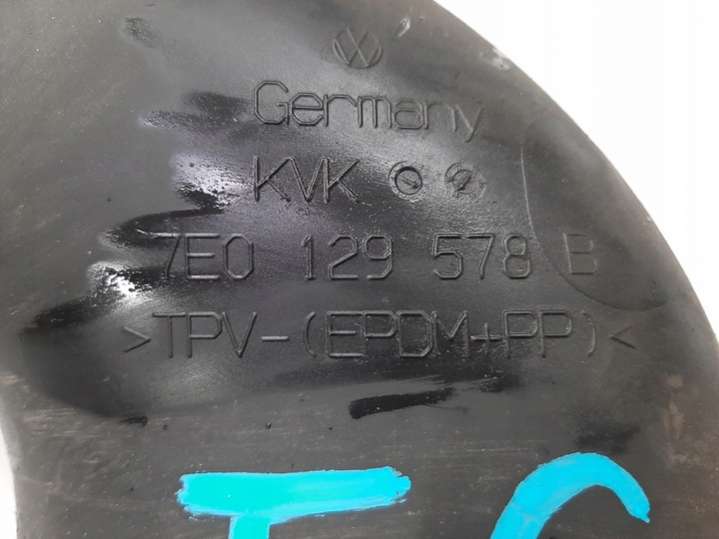 Germany
KVK
7E0 129 578 B
>TPV-(EPDM+PP)<